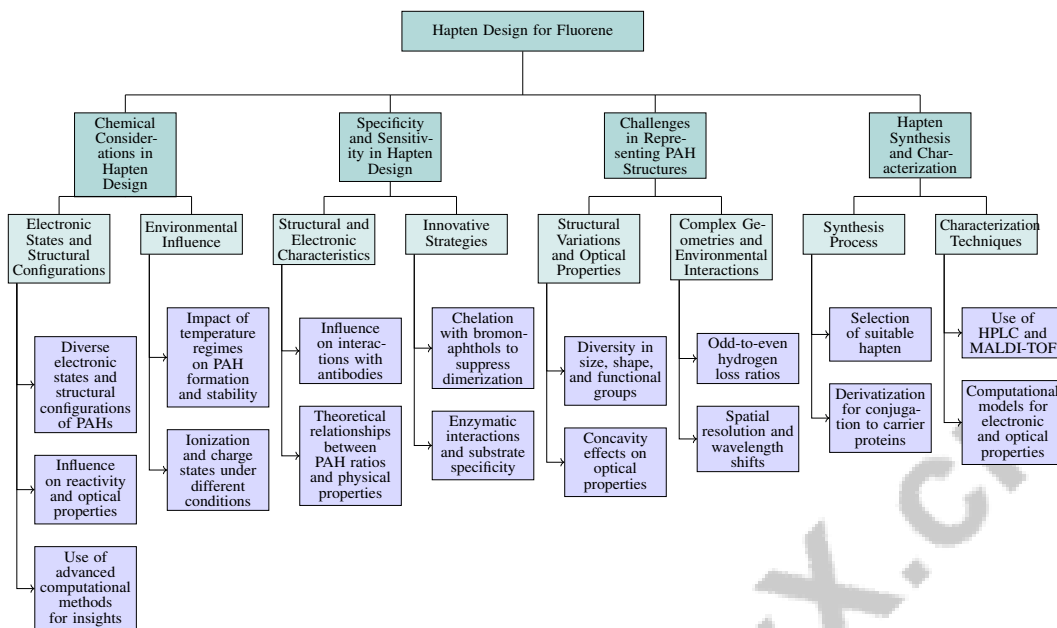 Hapten Design for Fluorene
Chemical
Consider-
ations in
Hapten
Design
Specificity
and Sensitiv-
ity in Hapten
Design
Challenges
in Repre-
senting PAH
Structures
Hapten
Synthesis
and Char-
acterization
Electronic
States and
Structural
Configurations
Environmental
Influence
Structural and
Electronic
Characteristics
Innovative
Strategies
Structural
Variations
and Optical
Properties
Complex Ge-
ometries and
Environmental
Interactions
Synthesis
Process
Characterization
Techniques
Diverse
electronic
states and
structural
configurations
of PAHs
Influence
on reactivity
and optical
properties
Use of
advanced
computational
methods
for insights
Impact of
temperature
regimes
on PAH
formation
and stability
Ionization
and charge
states under
different
conditions
Influence
on interac-
tions with
antibodies
Theoretical
relationships
between
PAH ratios
and physical
properties
Chelation
with bromon-
aphthols to
suppress
dimerization
Enzymatic
interactions
and substrate
specificity
Diversity in
size, shape,
and functional
groups
Concavity
effects on
optical
properties
Odd-to-even
hydrogen
loss ratios
Spatial
resolution and
wavelength
shifts
Selection
of suitable
hapten
Derivatization
for conjuga-
tion to carrier
proteins
Use of
HPLC and
MALDI-TOF
Computational
models for
electronic
and optical
properties